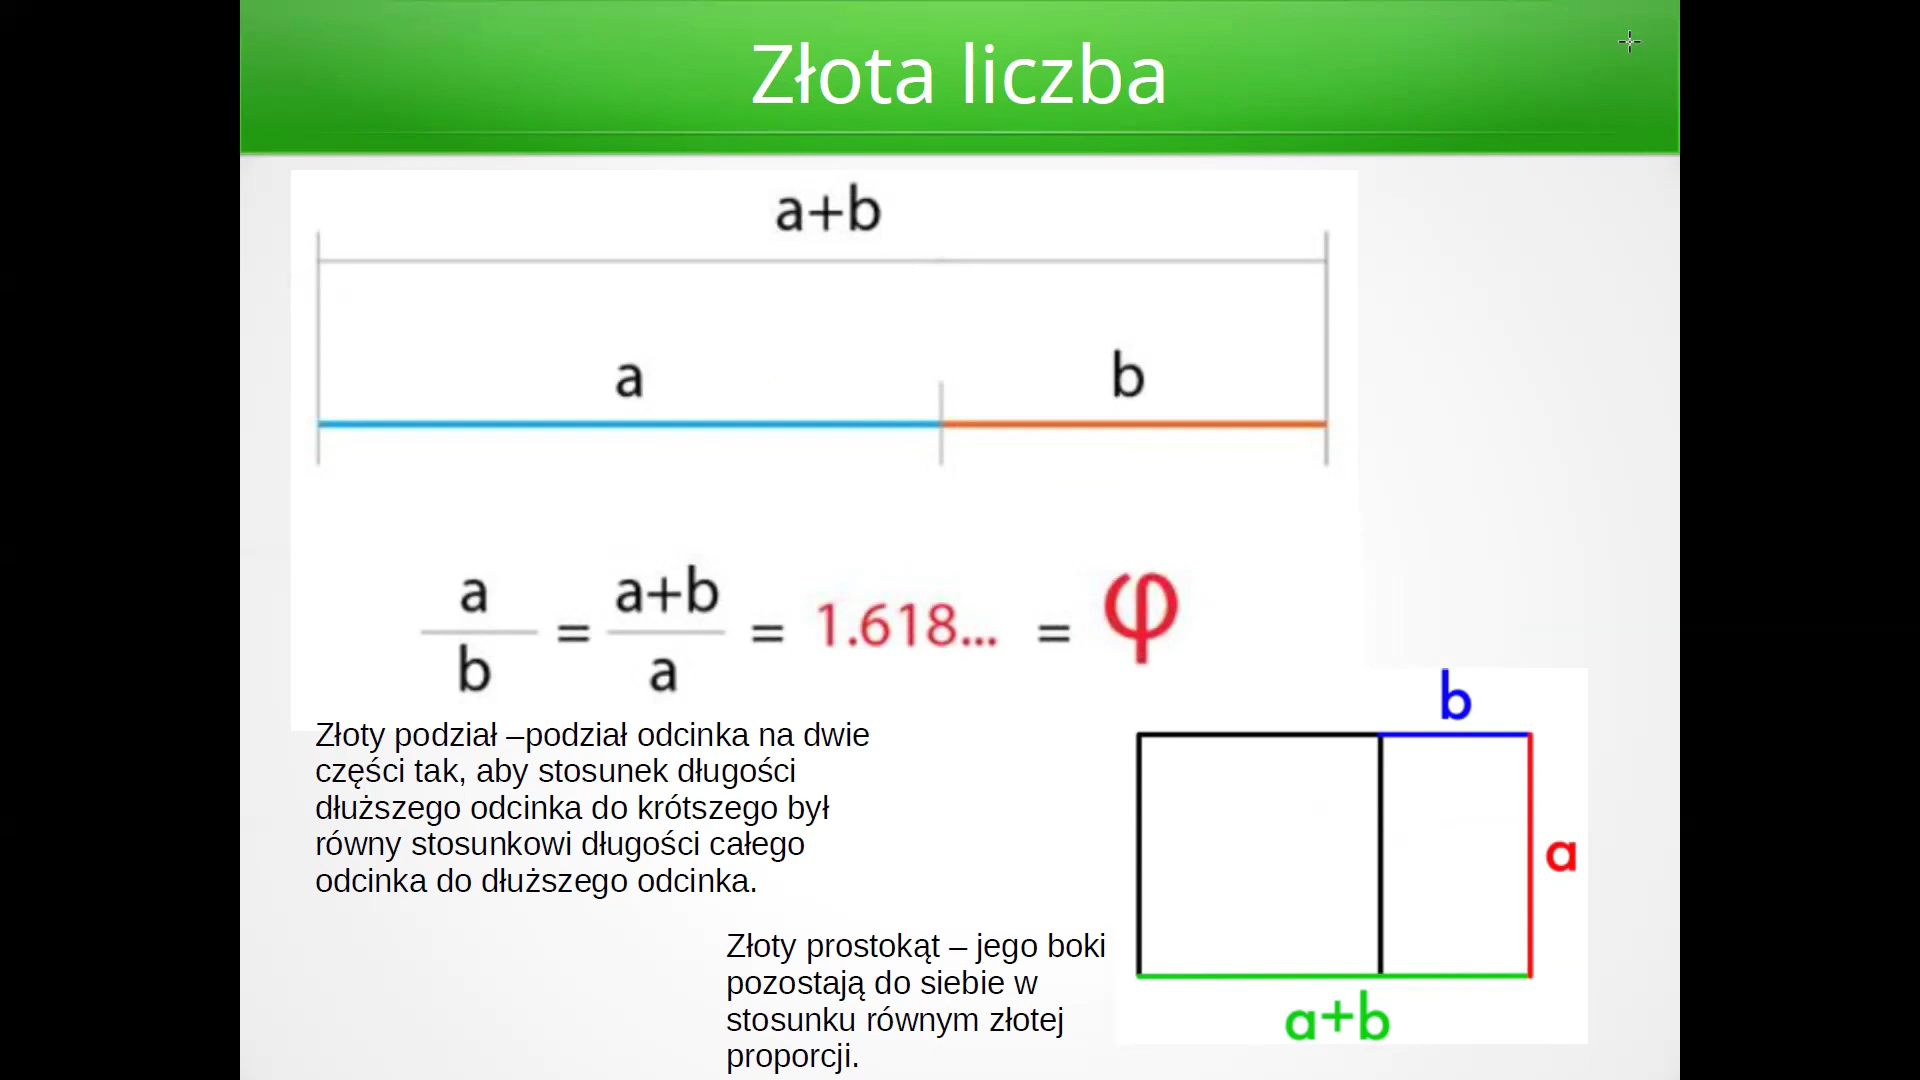 Złota liczba
a+b
a b
a/b = a+b/a = 1.618... = φ
Złoty podział –podział odcinka na dwie
części tak, aby stosunek długości
dłuższego odcinka do krótszego był
równy stosunkowi długości całego
odcinka do dłuższego odcinka.
b
a
a+b
Złoty prostokąt – jego boki
pozostają do siebie w
stosunku równym złotej
proporcji.